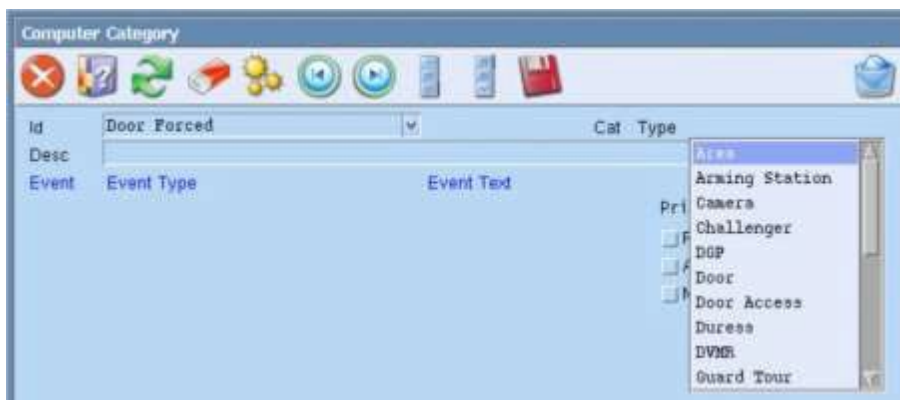 Computer Category
Id Door Forced Cat Type
Desc
Area
Event Event Type Event Text
Arming Station
Pri Camera
Challenger
DGP
Door
Door Access
Duress
DVMR
Guard Tour